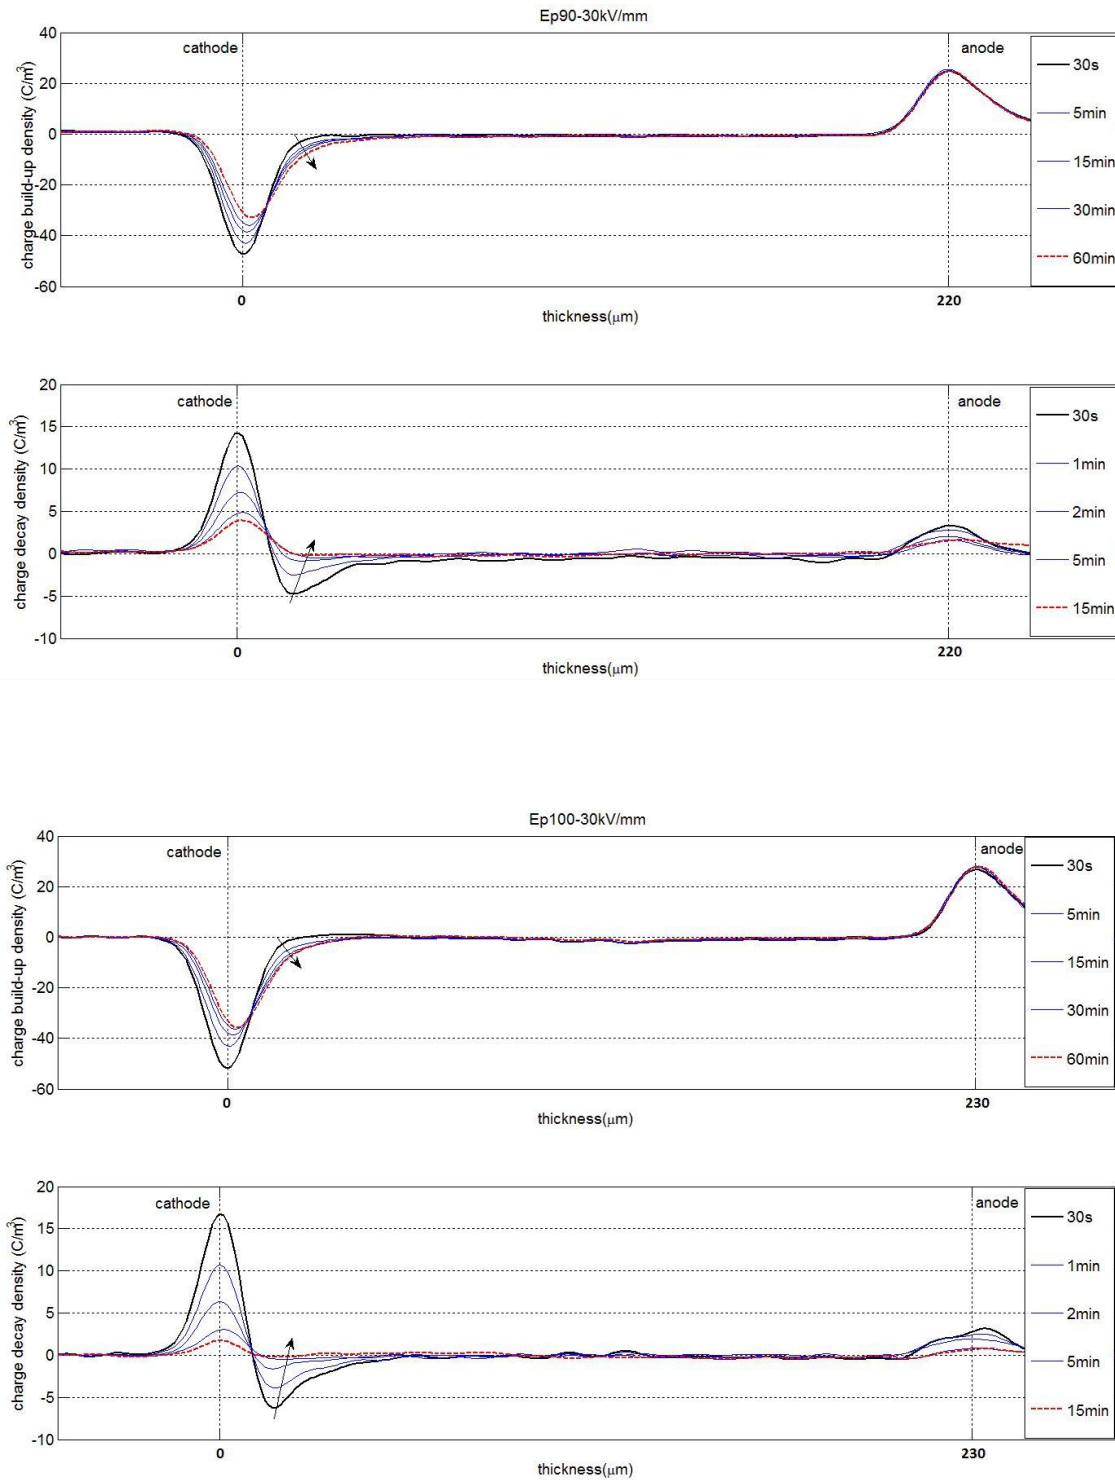 Ep90-30kV/mm
charge build-up density (C/m³)
40
20
0
-20
-40
-60
cathode
anode
0
220
thickness(μm)
30s
5min
15min
30min
60min
charge decay density (C/m³)
20
15
10
5
0
-5
-10
cathode
anode
0
220
thickness(μm)
30s
1min
2min
5min
15min
Ep100-30kV/mm
charge build-up density (C/m³)
40
20
0
-20
-40
-60
cathode
anode
0
230
thickness(μm)
30s
5min
15min
30min
60min
charge decay density (C/m³)
20
15
10
5
0
-5
-10
cathode
anode
0
230
thickness(μm)
30s
1min
2min
5min
15min